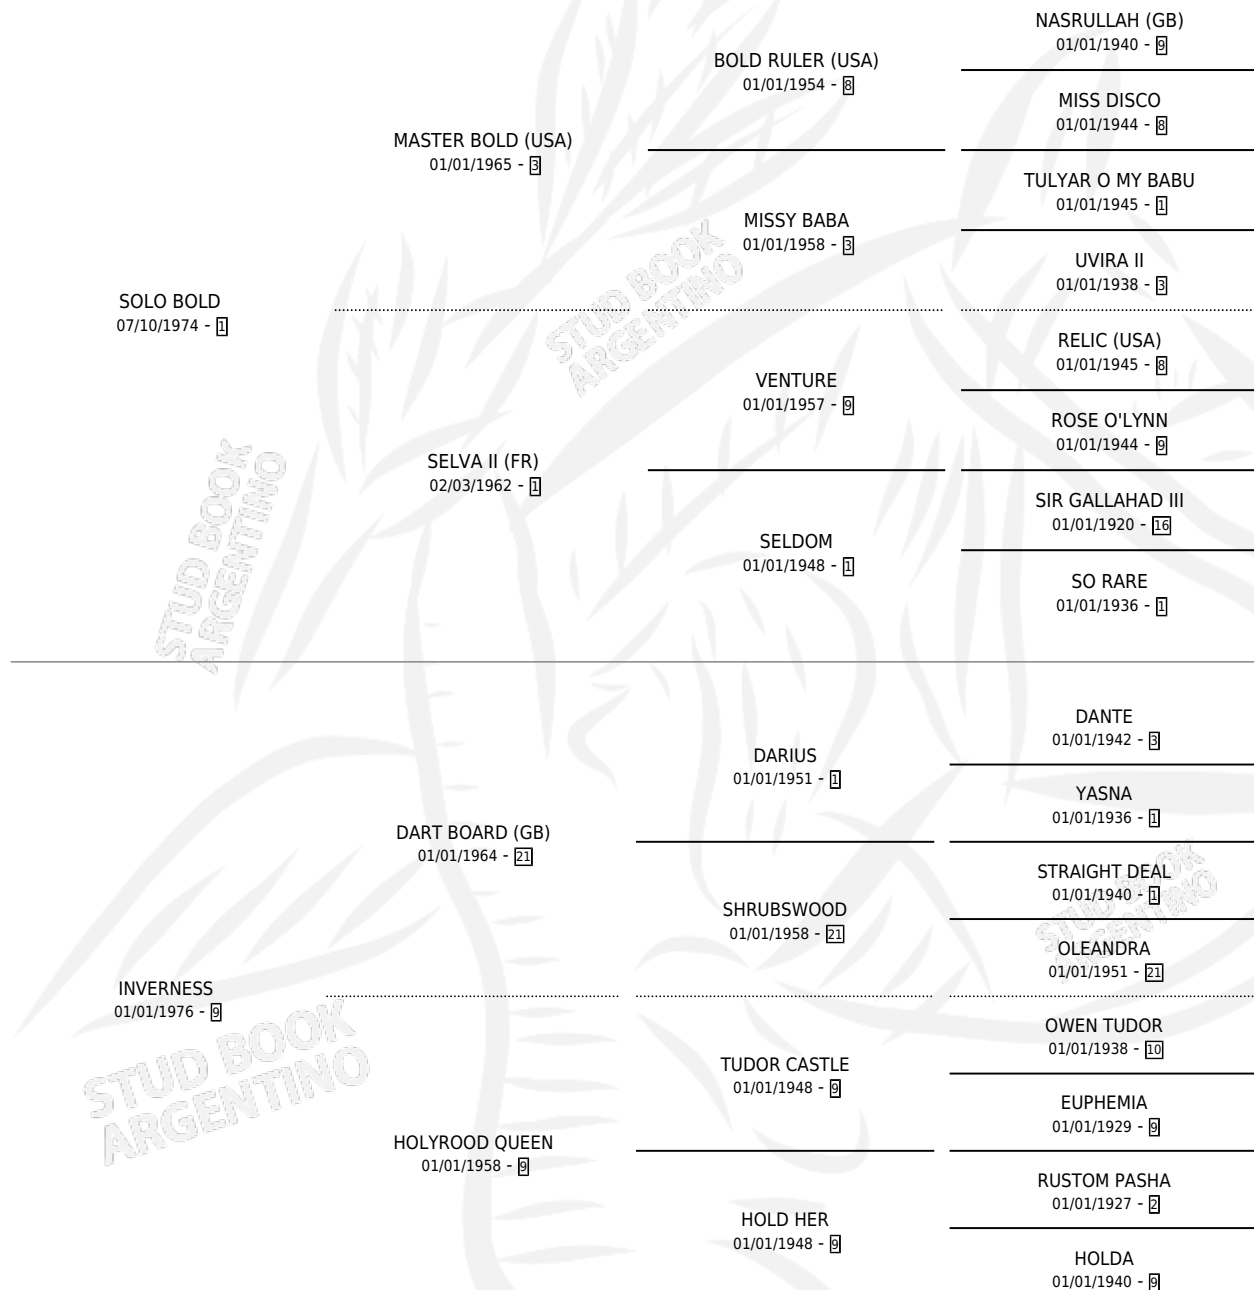 NASRULLAH (GB)
01/01/1940 - 9
BOLD RULER (USA)
01/01/1954 - 8
MISS DISCO
01/01/1944 - 8
MASTER BOLD (USA)
01/01/1965 - 3
TULYAR O MY BABU
01/01/1945 - 1
MISSY BABA
01/01/1958 - 3
UVIRA II
01/01/1938 - 3
SOLO BOLD
07/10/1974 - 1
RELIC (USA)
01/01/1945 - 8
VENTURE
01/01/1957 - 9
ROSE O'LYNN
01/01/1944 - 9
SELVA II (FR)
02/03/1962 - 1
SIR GALLAHAD III
01/01/1920 - 16
SELDOM
01/01/1948 - 1
SO RARE
01/01/1936 - 1
DANTE
01/01/1942 - 3
DARIUS
01/01/1951 - 1
YASNA
01/01/1936 - 1
DART BOARD (GB)
01/01/1964 - 21
STRAIGHT DEAL
01/01/1940 - 1
SHRUBSWOOD
01/01/1958 - 21
OLEANDRA
01/01/1951 - 21
INVERNESS
01/01/1976 - 9
OWEN TUDOR
01/01/1938 - 10
TUDOR CASTLE
01/01/1948 - 9
EUPHEMIA
01/01/1929 - 9
HOLYROOD QUEEN
01/01/1958 - 9
RUSTOM PASHA
01/01/1927 - 2
HOLD HER
01/01/1948 - 9
HOLDA
01/01/1940 - 9
STUD BOOK
ARGENTINO
STUD BOOK
ARGENTINO
STUD BOOK
ARGENTINO
STUD BOOK
ARGENTINO